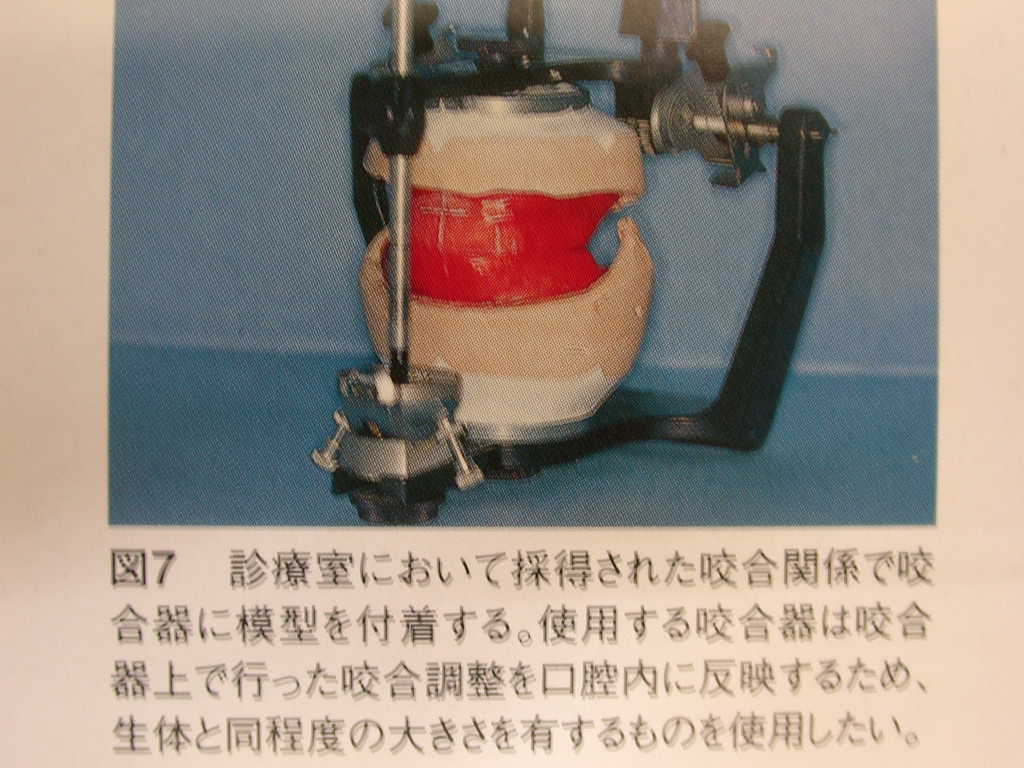 図7　診療室において採得された咬合関係で咬
合器に模型を付着する。使用する咬合器は咬合
器上で行った咬合調整を口腔内に反映するため、
生体と同程度の大きさを有するものを使用したい。